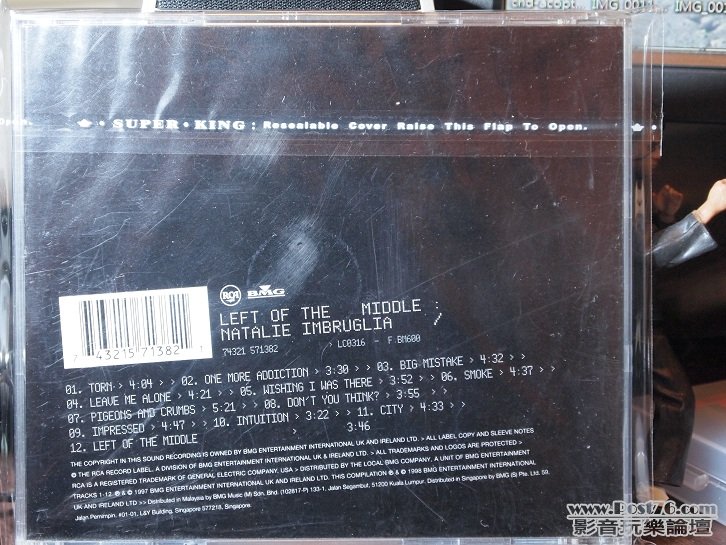 cnd-acopt. IMG_001 IMG_00
Open.
• SUPER • KING : Resealable Cover Raise This Flap To Open.
RCA BMG
LEFT OF THE MIDDLE :
NATALIE IMBRUGLIA /
74321 571382 > LC0316 - F.BM600
7 43215 71382 1
01. TORN > > 4:04 > > 02. ONE MORE ADDICTION > 3:30 > > 03. BIG MISTAKE > 4:32 > >
04. LEAVE ME ALONE > 4:21 > > 05. WISHING I WAS THERE > 3:52 > > 06. SMOKE > 4:37 > >
07. PIGEONS AND CRUMBS > 5:21 > > 08. DON'T YOU THINK? > 3:55 > >
09. IMPRESSED > 4:47 > > 10. INTUITION > 3:22 > > 11. CITY > 4:33 > >
12. LEFT OF THE MIDDLE > > 3:46
THE COPYRIGHT IN THIS SOUND RECORDING IS OWNED BY BMG ENTERTAINMENT INTERNATIONAL UK AND IRELAND LTD. > ALL LABEL COPY AND SLEEVE NOTES
© THE RCA RECORD LABEL. A DIVISION OF BMG ENTERTAINMENT INTERNATIONAL UK & IRELAND LTD. > ALL TRADEMARKS AND LOGOS ARE PROTECTED >
RCA IS A REGISTERED TRADEMARK OF GENERAL ELECTRIC COMPANY. USA > DISTRIBUTED BY THE LOCAL BMG COMPANY. A UNIT OF BMG ENTERTAINMENT
TRACKS 1-12 ℗ & © 1997 BMG ENTERTAINMENT INTERNATIONAL UK AND IRELAND LTD. THIS COMPILATION ℗ & © 1998 BMG ENTERTAINMENT INTERNATIONAL
UK AND IRELAND LTD >> Distributed in Malaysia by BMG Music (M) Sdn. Bhd. (102817-P) 133-1, Jalan Segambut, 51200 Kuala Lumpur. Distributed in Singapore by BMG (S) Pte. Ltd. 59,
Jalan Pemimpin, #01-01, L&Y Building, Singapore 577218, Singapore.
www.Post76.com
影音玩樂論壇